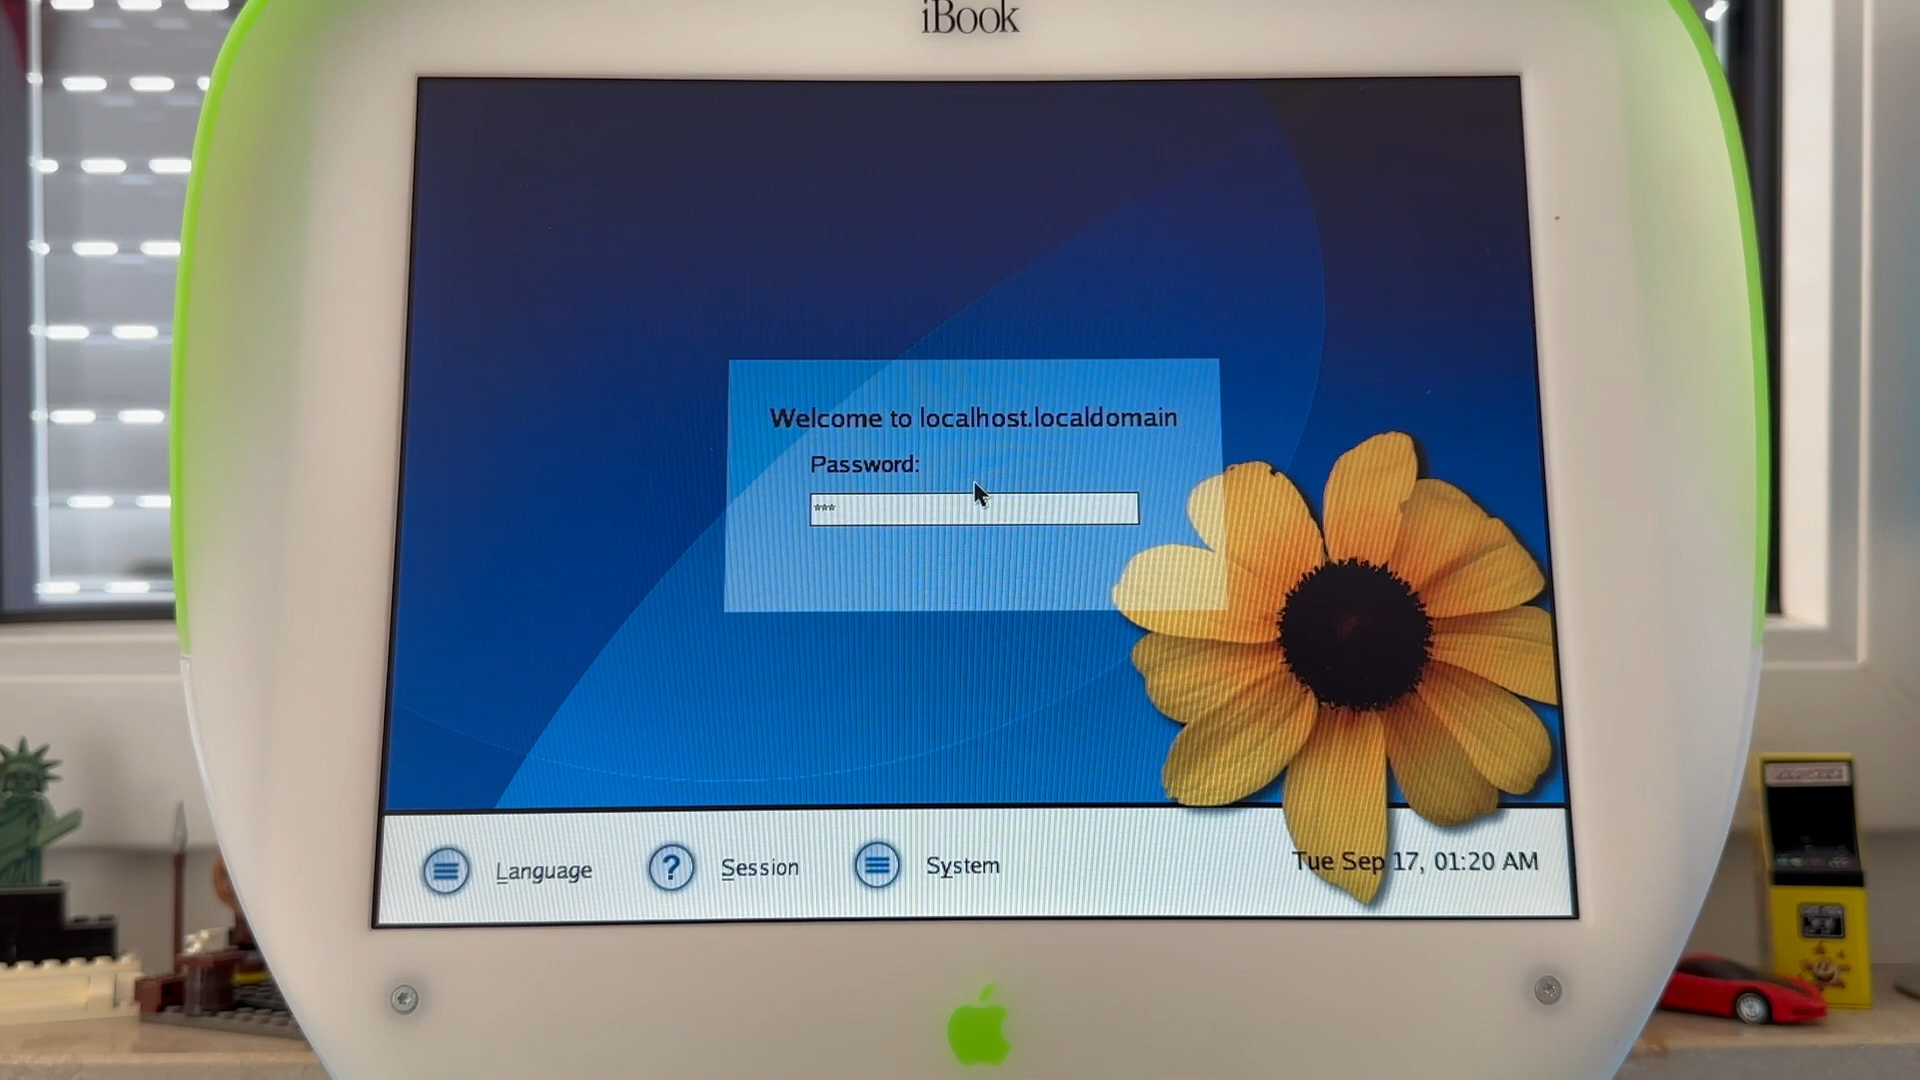 iBook
Welcome to localhost.localdomain
Password:
***
Language
Session
System
Tue Sep 17, 01:20 AM